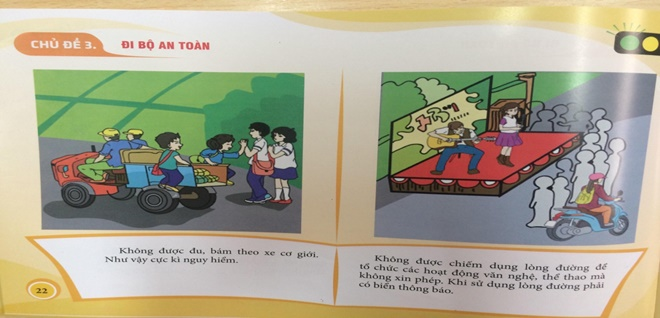 CHỦ ĐỀ 3. ĐI BỘ AN TOÀN
Không được đu, bám theo xe cơ giới.
Như vậy cực kì nguy hiểm.
Không được chiếm dụng lòng đường để
tổ chức các hoạt động văn nghệ, thể thao mà
không xin phép. Khi sử dụng lòng đường phải
có biển thông báo.
22